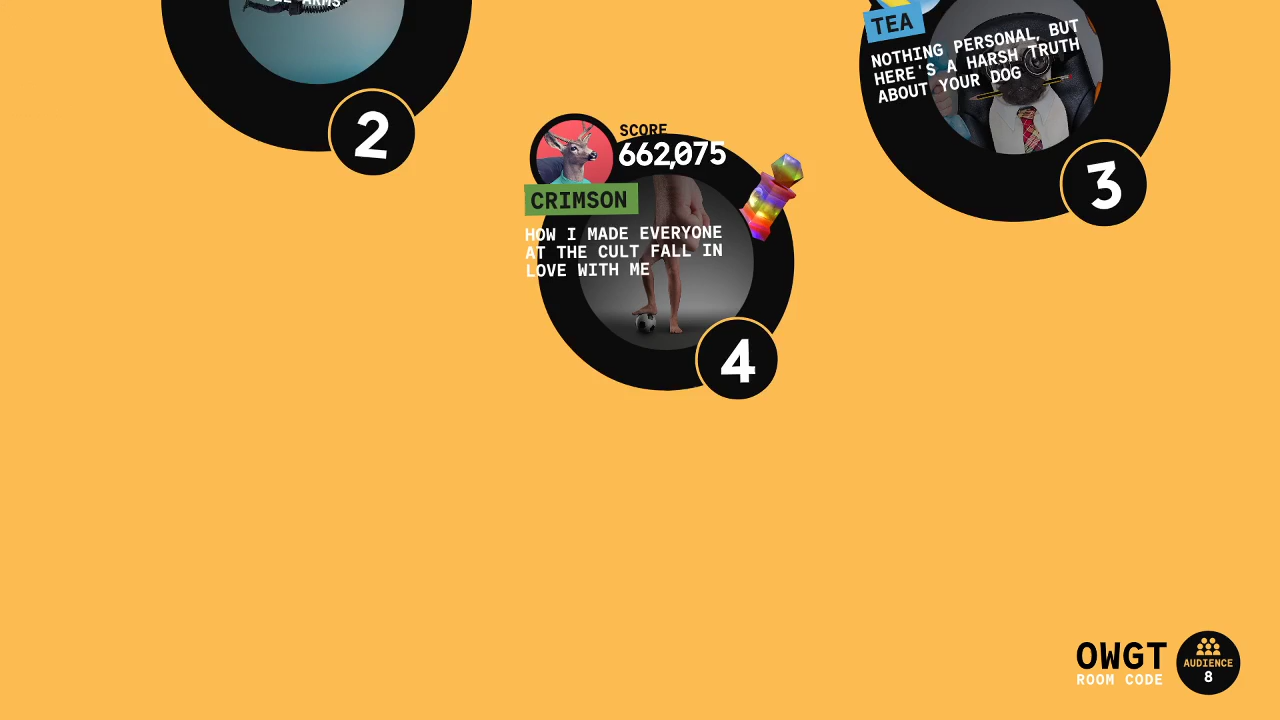 ARMS
2
TEA
NOTHING PERSONAL, BUT
HERE'S A HARSH TRUTH
ABOUT YOUR DOG
3
SCORE
662,075
CRIMSON
HOW I MADE EVERYONE
AT THE CULT FALL IN
LOVE WITH ME
4
OWGT
ROOM CODE
AUDIENCE
8